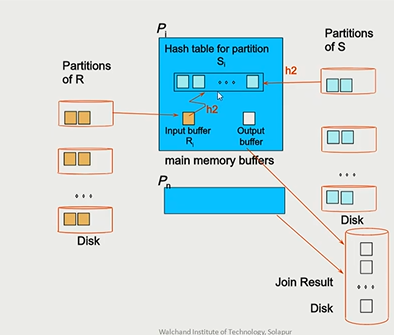 Pi
Partitions
of R
Hash table for partition
Si
Partitions
of S
h2
h2
Input buffer
Ri
Output
buffer
main memory buffers
Pn
Disk
Disk
Join Result
Disk
Walchand Institute of Technology, Solapur